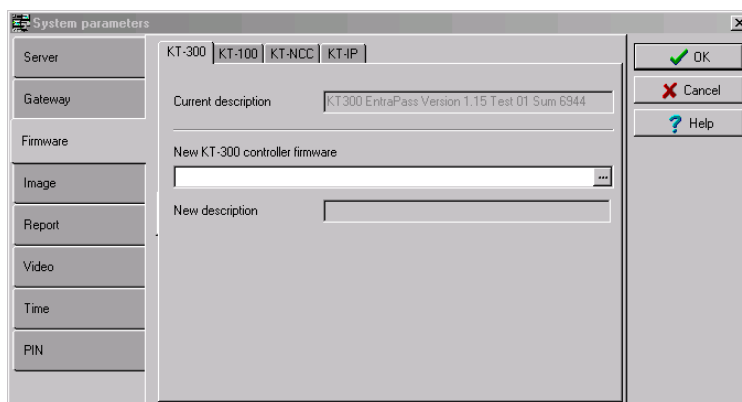 System parameters
Server
Gateway
Firmware
Image
Report
Video
Time
PIN
KT-300 KT-100 KT-NCC KT-IP
Current description KT300 EntraPass Version 1.15 Test 01 Sum 6944
New KT-300 controller firmware
...
New description
OK
Cancel
? Help